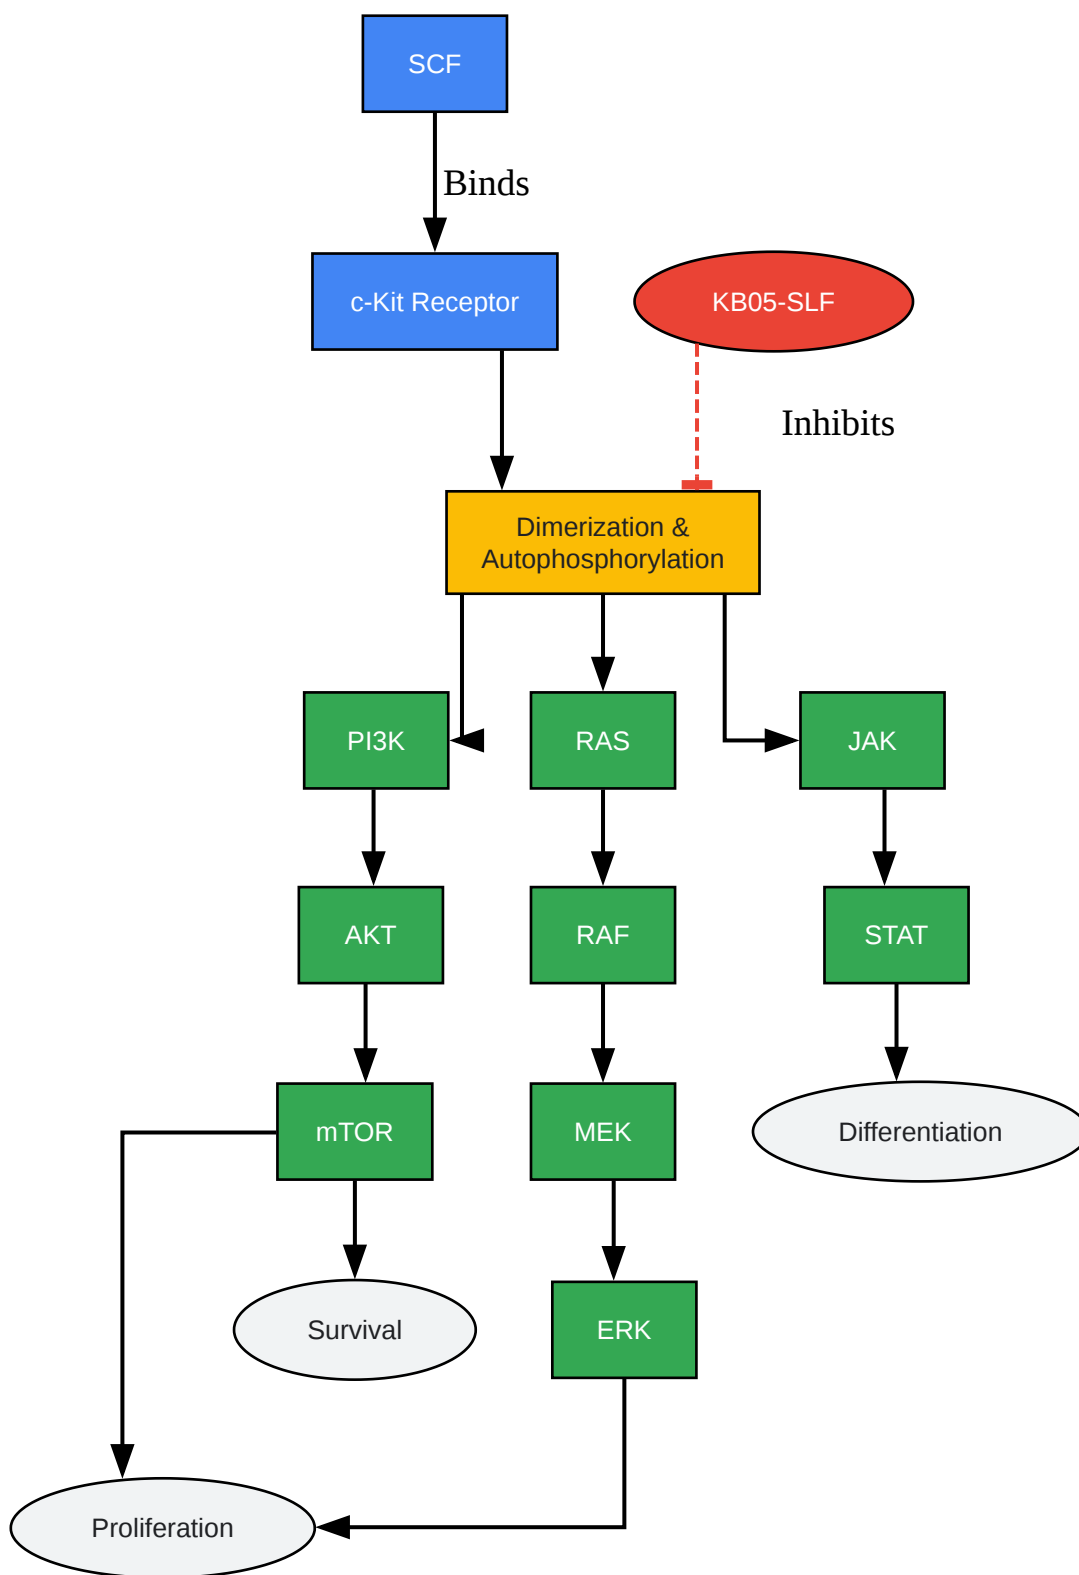 SCF
Binds
c-Kit Receptor
KB05-SLF
Inhibits
Dimerization &
Autophosphorylation
PI3K
RAS
JAK
AKT
RAF
STAT
mTOR
MEK
Differentiation
Survival
ERK
Proliferation